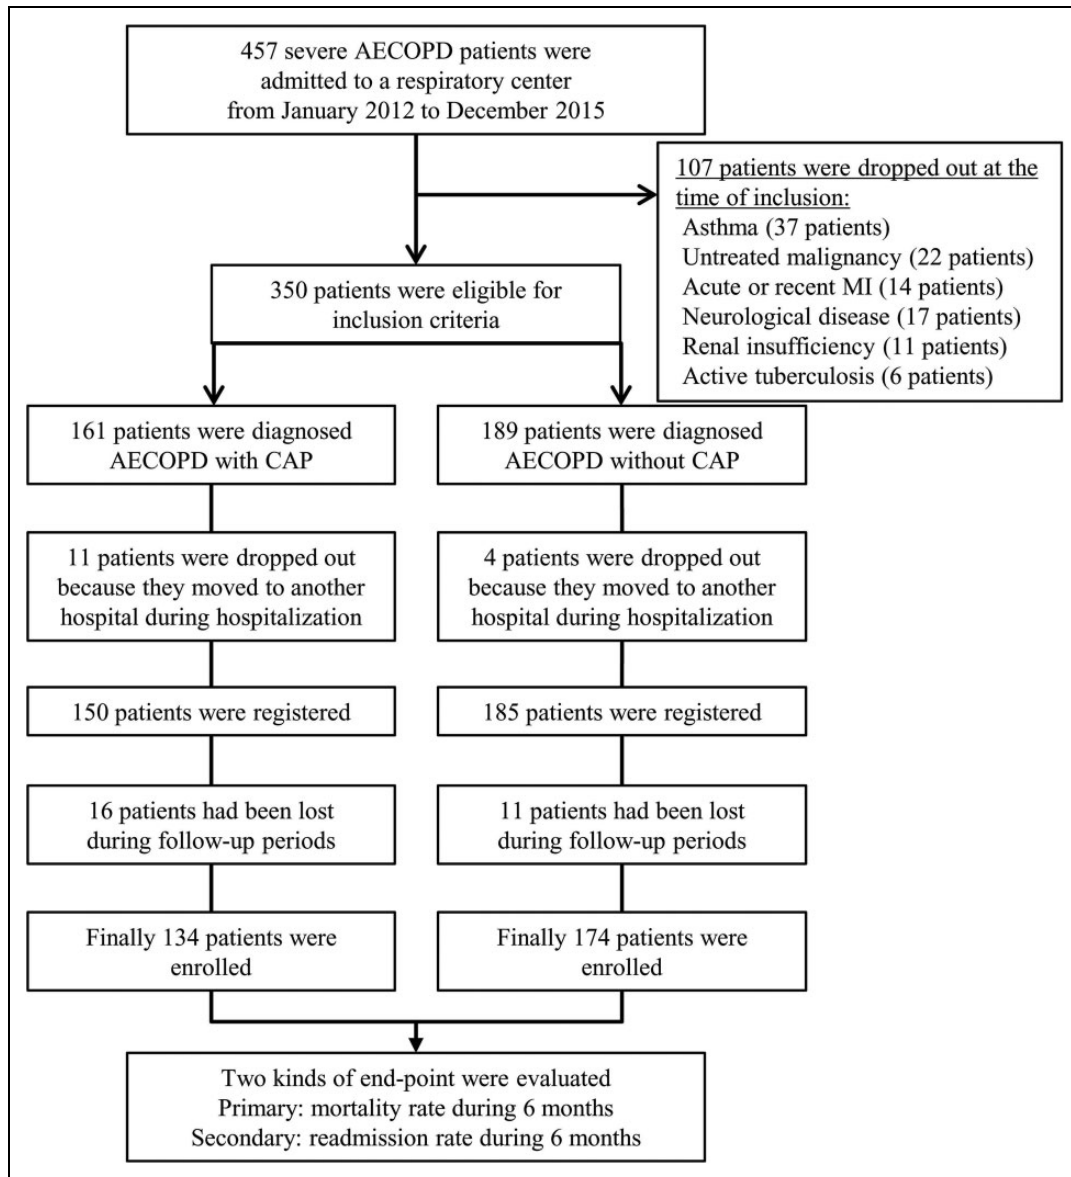 457 severe AECOPD patients were
admitted to a respiratory center
from January 2012 to December 2015
107 patients were dropped out at the
time of inclusion:
Asthma (37 patients)
Untreated malignancy (22 patients)
Acute or recent MI (14 patients)
Neurological disease (17 patients)
Renal insufficiency (11 patients)
Active tuberculosis (6 patients)
350 patients were eligible for
inclusion criteria
161 patients were diagnosed
AECOPD with CAP
189 patients were diagnosed
AECOPD without CAP
11 patients were dropped out
because they moved to another
hospital during hospitalization
4 patients were dropped out
because they moved to another
hospital during hospitalization
150 patients were registered
185 patients were registered
16 patients had been lost
during follow-up periods
11 patients had been lost
during follow-up periods
Finally 134 patients were
enrolled
Finally 174 patients were
enrolled
Two kinds of end-point were evaluated
Primary: mortality rate during 6 months
Secondary: readmission rate during 6 months